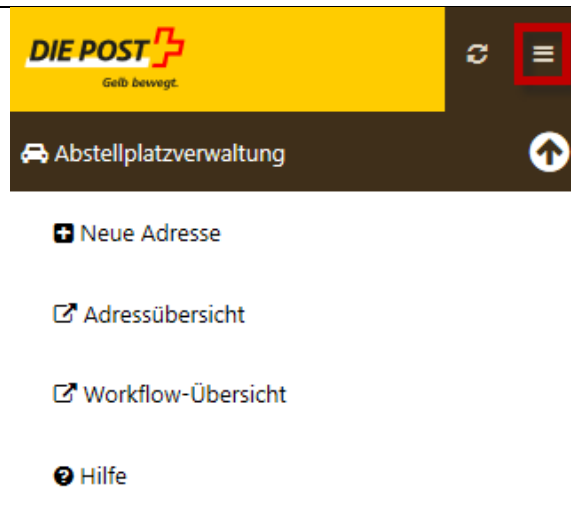 DIE POST
Gelb bewegt.
Abstellplatzverwaltung
Neue Adresse
Adressübersicht
Workflow-Übersicht
Hilfe